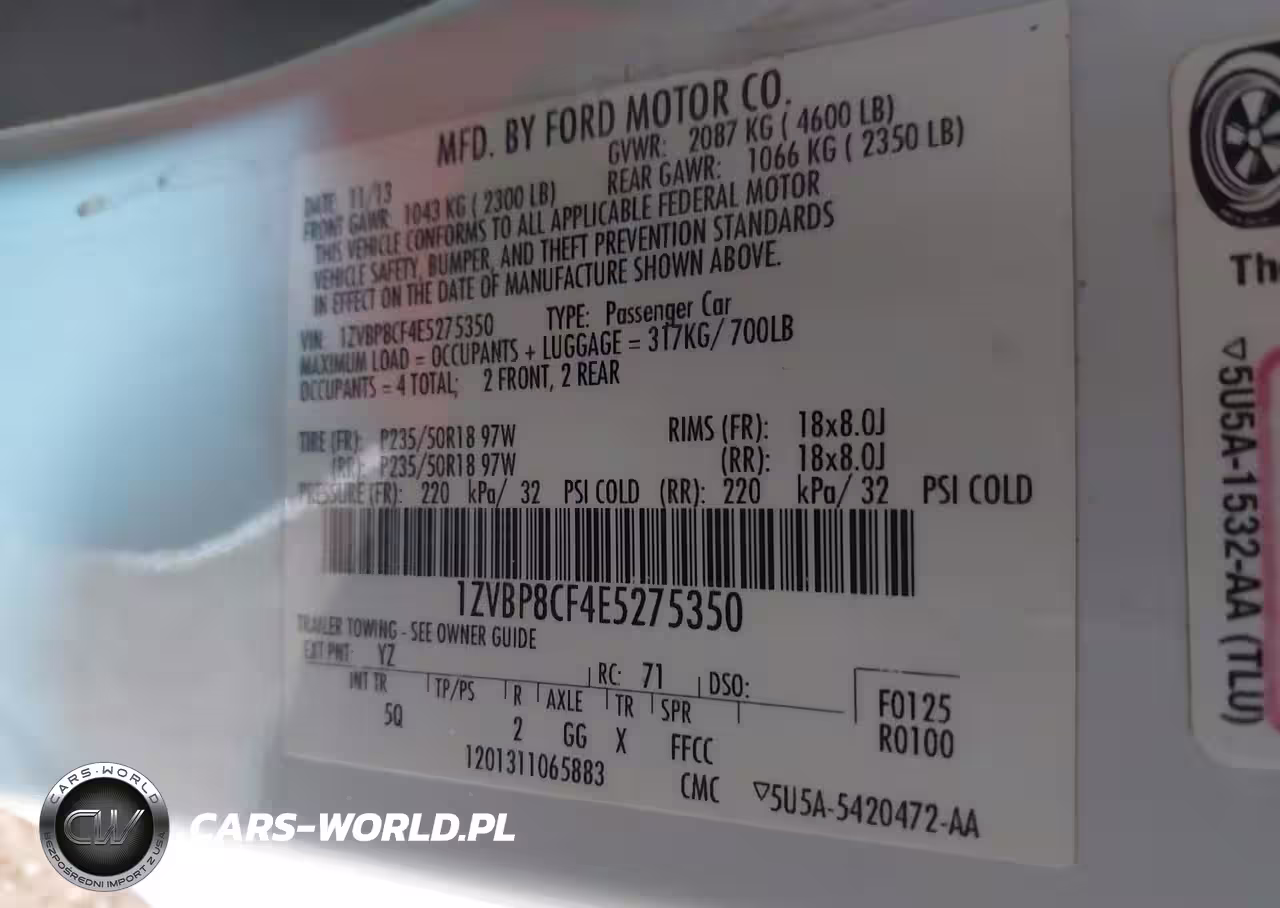 MFD. BY FORD MOTOR CO.
DATE: 11/13 GVWR: 2087 KG ( 4600 LB)
FRONT GAWR: 1043 KG ( 2300 LB) REAR GAWR: 1066 KG ( 2350 LB)
THIS VEHICLE CONFORMS TO ALL APPLICABLE FEDERAL MOTOR
VEHICLE SAFETY, BUMPER, AND THEFT PREVENTION STANDARDS
IN EFFECT ON THE DATE OF MANUFACTURE SHOWN ABOVE.
VIN: 1ZVBP8CF4E5275350 TYPE: Passenger Car
MAXIMUM LOAD = OCCUPANTS + LUGGAGE = 317KG/ 700LB
OCCUPANTS = 4 TOTAL; 2 FRONT, 2 REAR
TIRE (FR): P235/50R18 97W RIMS (FR): 18x8.0J
(RR): P235/50R18 97W (RR): 18x8.0J
PRESSURE (FR): 220 kPa/ 32 PSI COLD (RR): 220 kPa/ 32 PSI COLD
1ZVBP8CF4E5275350
TRAILER TOWING - SEE OWNER GUIDE
EXT PNT: YZ RC: 71 DSO:
INT TR TP/PS R AXLE TR SPR
5Q 2 GG X FFCC
F0125
R0100
1201311065883 CMC ▽5U5A-5420472-AA
Th
▽5U5A-1532-AA (TLU)
CARS-WORLD
CW
BEZPOŚREDNI IMPORT Z USA
CARS-WORLD.PL